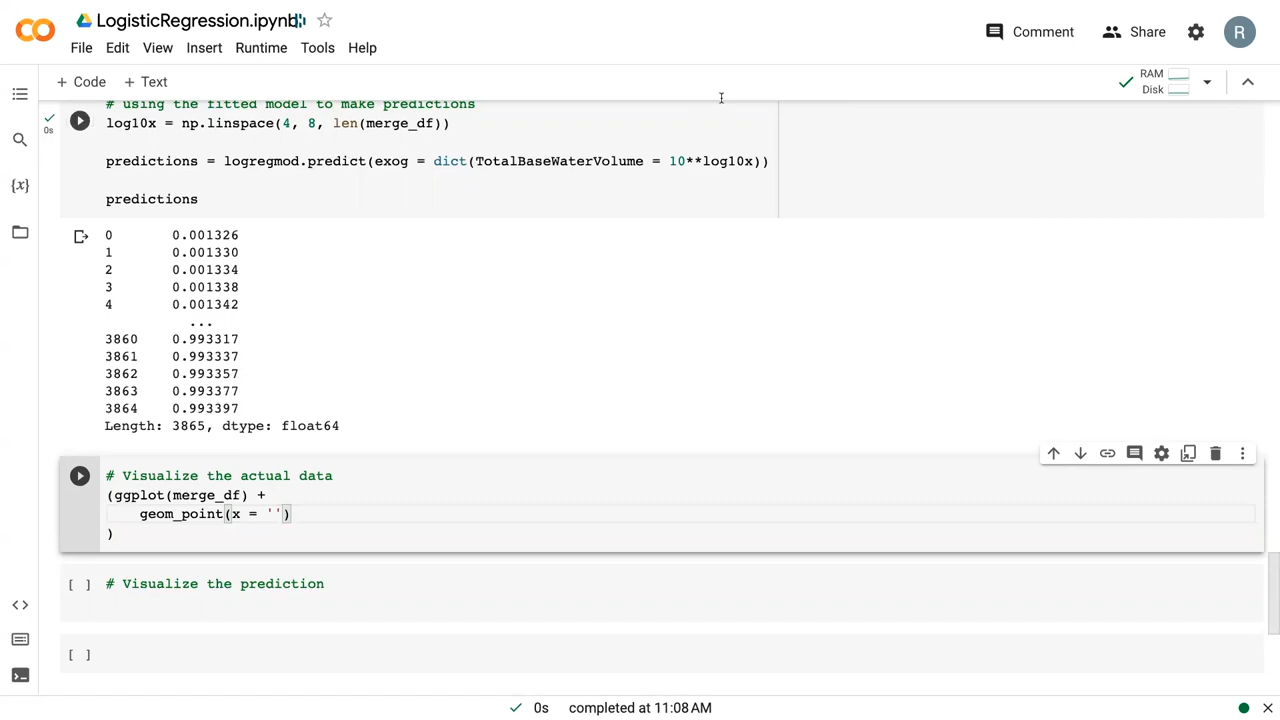 LogisticRegression.ipynb
File Edit View Insert Runtime Tools Help
Comment
Share
R
+ Code + Text
RAM
Disk
# using the fitted model to make predictions
0s
log10x = np.linspace(4, 8, len(merge_df))
predictions = logregmod.predict(exog = dict(TotalBaseWaterVolume = 10**log10x))
predictions
0 0.001326
1 0.001330
2 0.001334
3 0.001338
4 0.001342
...
3860 0.993317
3861 0.993337
3862 0.993357
3863 0.993377
3864 0.993397
Length: 3865, dtype: float64
# Visualize the actual data
(ggplot(merge_df) +
geom_point(x = '')
)
[ ] # Visualize the prediction
[ ]
0s completed at 11:08 AM